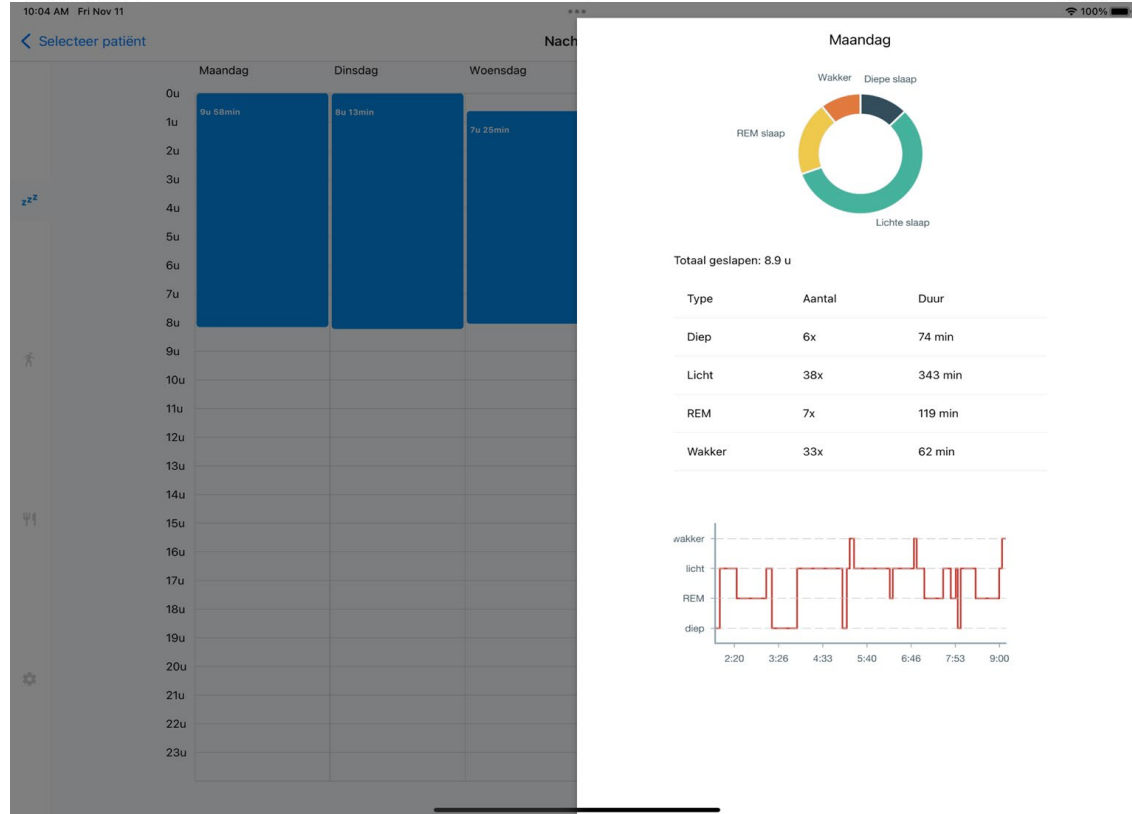 10:04 AM Fri Nov 11
100%
Selecteer patiënt
Nach
Maandag Dinsdag Woensdag
0u
9u 58min 8u 13min
1u
7u 25min
2u
3u
zzz
4u
5u
6u
7u
8u
9u
10u
11u
12u
13u
14u
15u
16u
17u
18u
19u
20u
21u
22u
23u
Maandag
Wakker Diepe slaap
REM slaap
Lichte slaap
Totaal geslapen: 8.9 u
Type Aantal Duur
Diep 6x 74 min
Licht 38x 343 min
REM 7x 119 min
Wakker 33x 62 min
wakker
licht
REM
diep
2:20 3:26 4:33 5:40 6:46 7:53 9:00